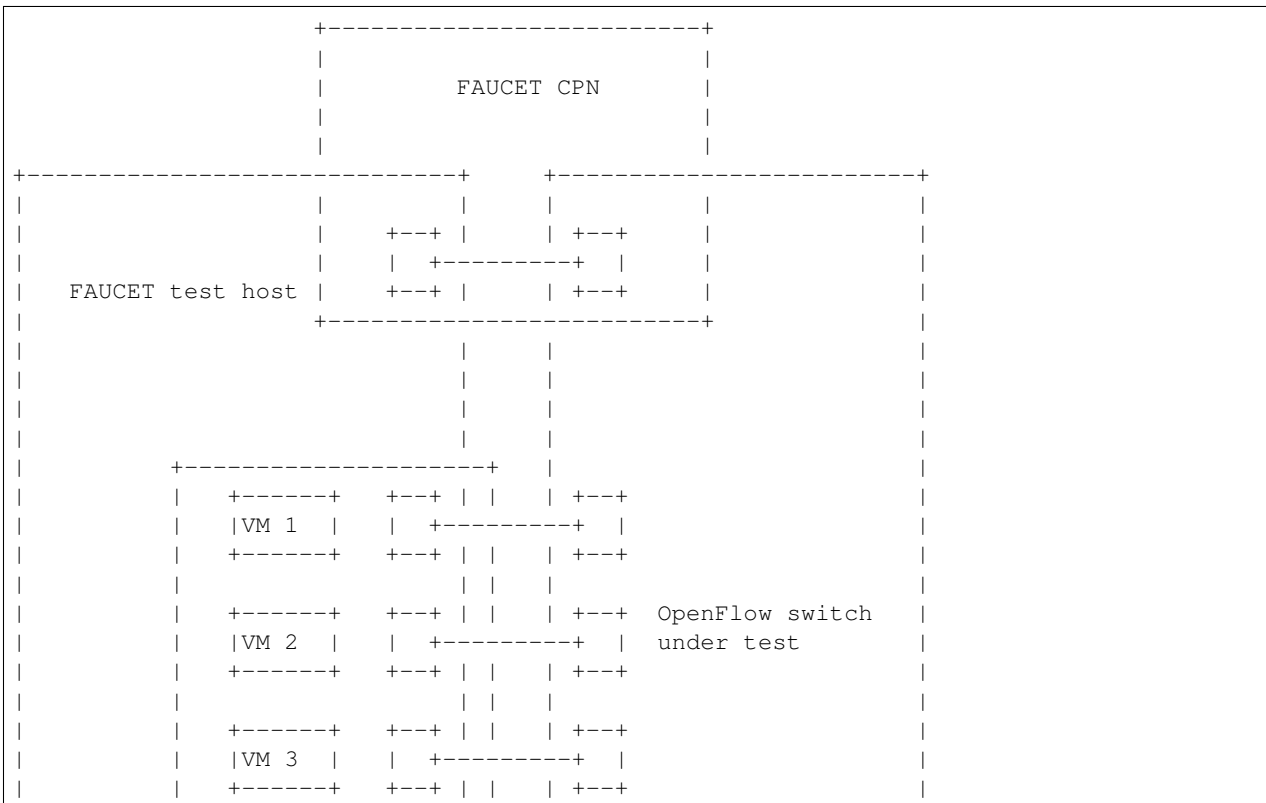 FAUCET CPN
FAUCET test host
VM 1
OpenFlow switch
VM 2
under test
VM 3